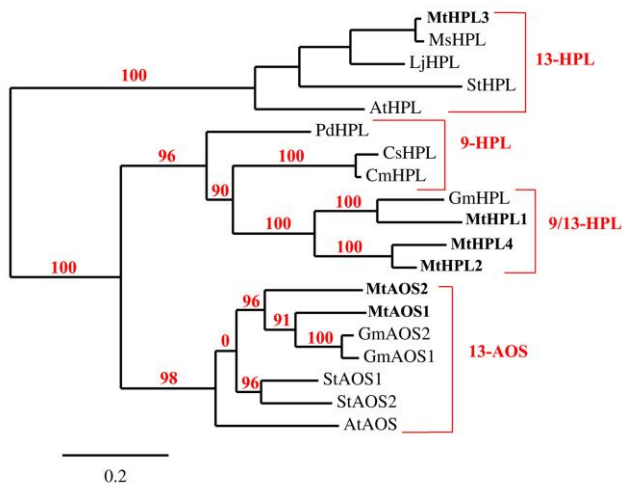 MtHPL3
MsHPL
LjHPL
13-HPL
100
StHPL
AtHPL
PdHPL
9-HPL
96
100
CsHPL
CmHPL
90
100
GmHPL
100
MtHPL1
9/13-HPL
100
MtHPL4
MtHPL2
100
MtAOS2
96
MtAOS1
91
GmAOS2
100
0
GmAOS1
13-AOS
98
StAOS1
96
StAOS2
AtAOS
0.2